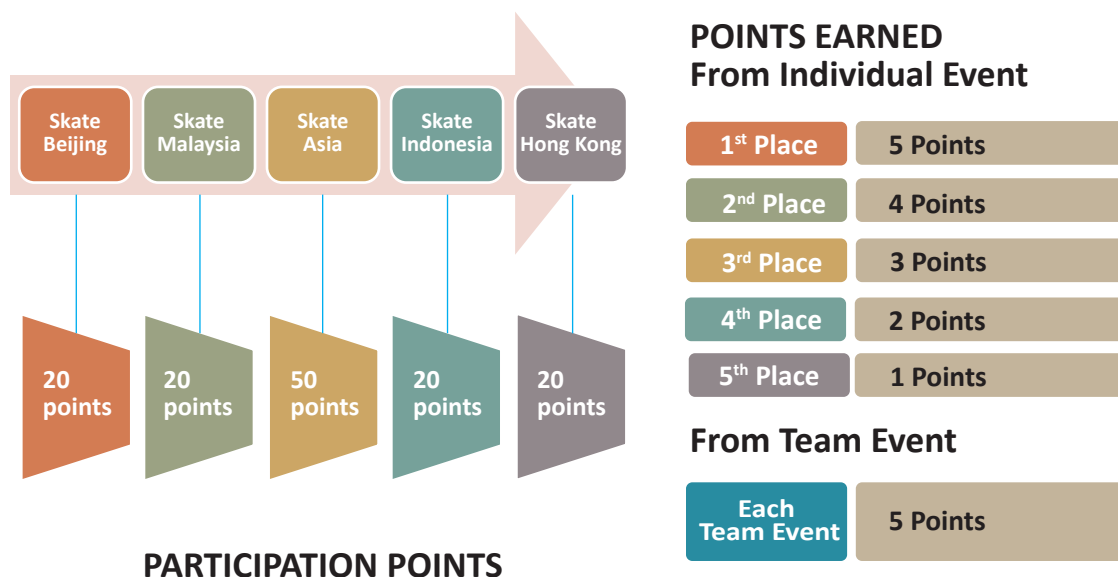 Skate
Beijing
Skate
Malaysia
Skate
Asia
Skate
Indonesia
Skate
Hong Kong
20
points
20
points
50
points
20
points
20
points
PARTICIPATION POINTS
POINTS EARNED
From Individual Event
1st Place 5 Points
2nd Place 4 Points
3rd Place 3 Points
4th Place 2 Points
5th Place 1 Points
From Team Event
Each
Team Event
5 Points